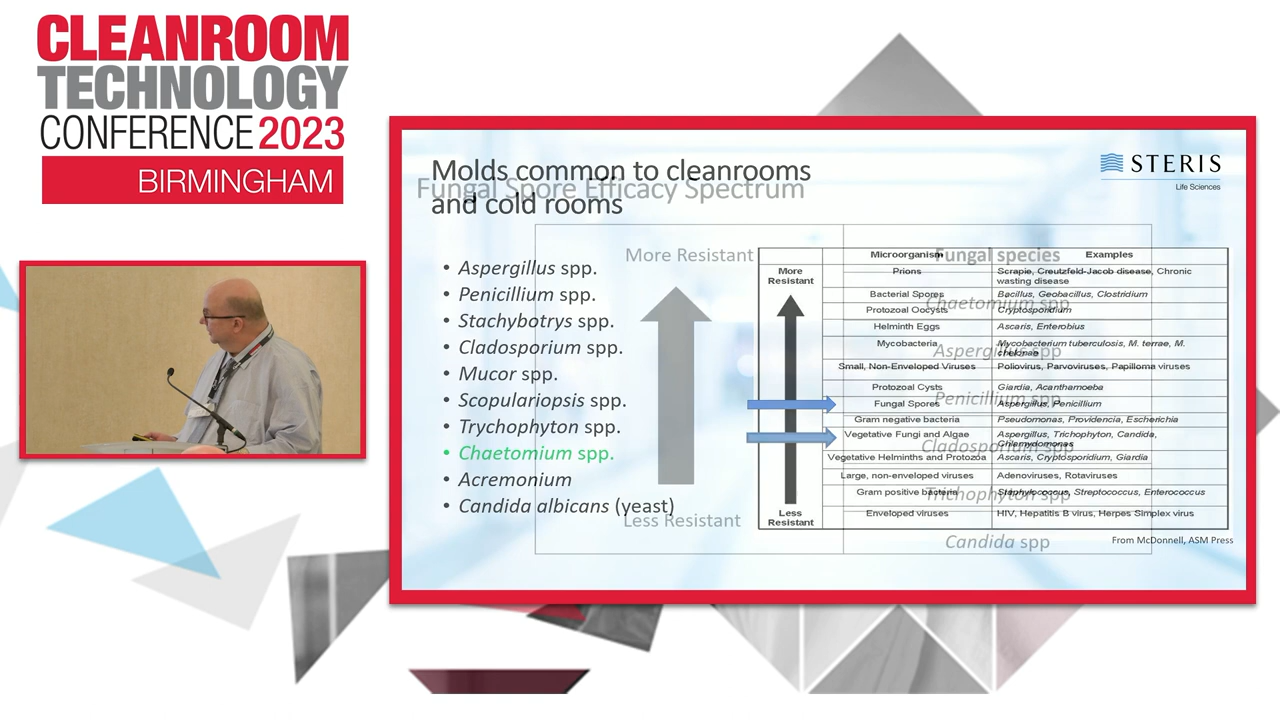 CLEANROOM
TECHNOLOGY
CONFERENCE 2023
BIRMINGHAM
STERIS
Life Sciences
Molds common to cleanrooms
and cold rooms
Fungal Spore Efficacy Spectrum
• Aspergillus spp.
• Penicillium spp.
• Stachybotrys spp.
• Cladosporium spp.
• Mucor spp.
• Scopulariopsis spp.
• Trychophyton spp.
• Chaetomium spp.
• Acremonium
• Candida albicans (yeast)
More Resistant
Less Resistant
Fungal species
Chaetomium spp
Aspergillus spp
Penicillium spp
Cladosporium spp
Trichophyton spp
Candida spp
Microorganism Examples
More
Resistant
Prions Scrapie, Creutzfeld-Jacob disease, Chronic
wasting disease
Bacterial Spores Bacillus, Geobacillus, Clostridium
Protozoal Oocysts Cryptosporidium
Helminth Eggs Ascaris, Enterobius
Mycobacteria Mycobacterium tuberculosis, M. terrae, M.
chelonae
Small, Non-Enveloped Viruses Poliovirus, Parvoviruses, Papilloma viruses
Protozoal Cysts Giardia, Acanthamoeba
Fungal Spores Aspergillus, Penicillium
Gram negative bacteria Pseudomonas, Providencia, Escherichia
Vegetative Fungi and Algae Aspergillus, Trichophyton, Candida,
Chlamydomonas
Vegetative Helminths and Protozoa Ascaris, Cryptosporidium, Giardia
Large, non-enveloped viruses Adenoviruses, Rotaviruses
Gram positive bacteria Staphylococcus, Streptococcus, Enterococcus
Enveloped viruses HIV, Hepatitis B virus, Herpes Simplex virus
Less
Resistant
From McDonnell, ASM Press